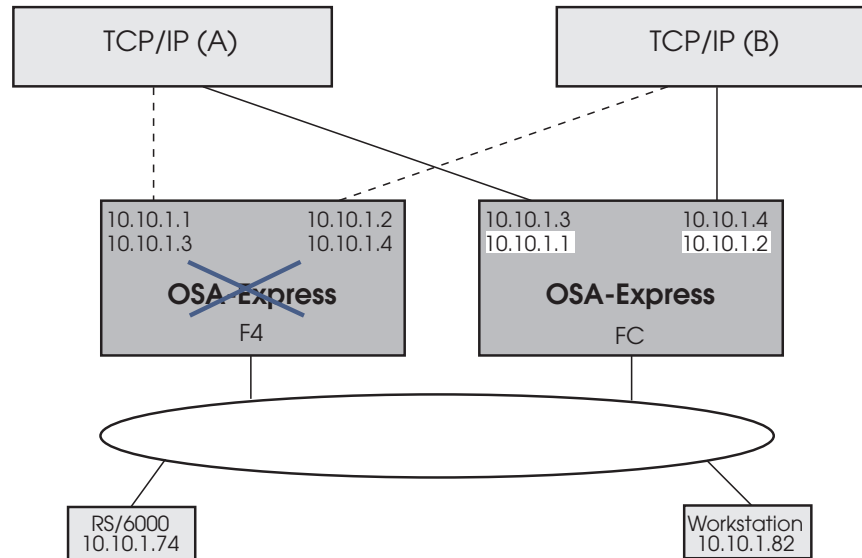 TCP/IP (A)
TCP/IP (B)
10.10.1.1
10.10.1.2
10.10.1.3
10.10.1.4
OSA-Express
F4
10.10.1.3
10.10.1.4
10.10.1.1
10.10.1.2
OSA-Express
FC
RS/6000
10.10.1.74
Workstation
10.10.1.82